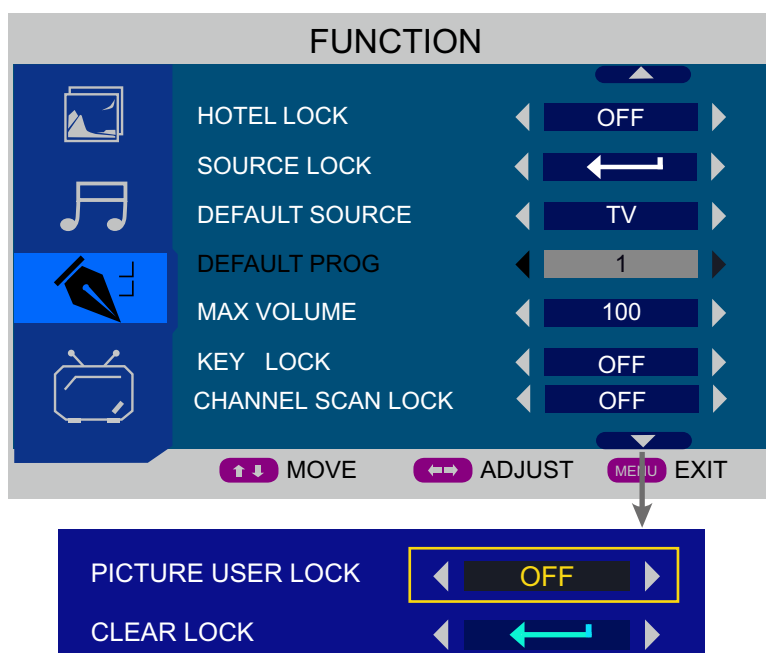 FUNCTION
HOTEL LOCK OFF
SOURCE LOCK
DEFAULT SOURCE TV
DEFAULT PROG 1
MAX VOLUME 100
KEY LOCK OFF
CHANNEL SCAN LOCK OFF
MOVE ADJUST MENU EXIT
PICTURE USER LOCK OFF
CLEAR LOCK